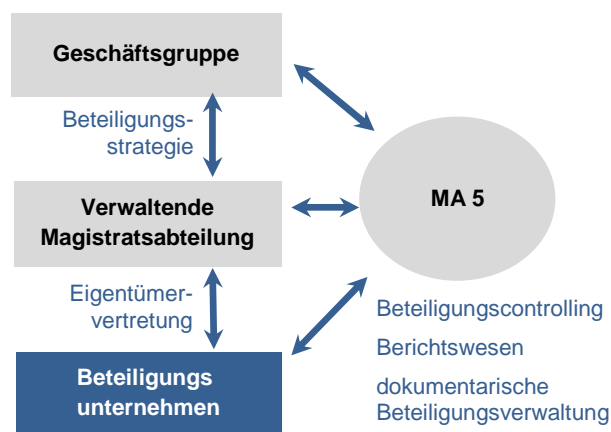 Geschäftsgruppe
Beteiligungs-
strategie
Verwaltende
Magistratsabteilung
MA 5
Eigentümer-
vertretung
Beteiligungs
unternehmen
Beteiligungscontrolling
Berichtswesen
dokumentarische
Beteiligungsverwaltung